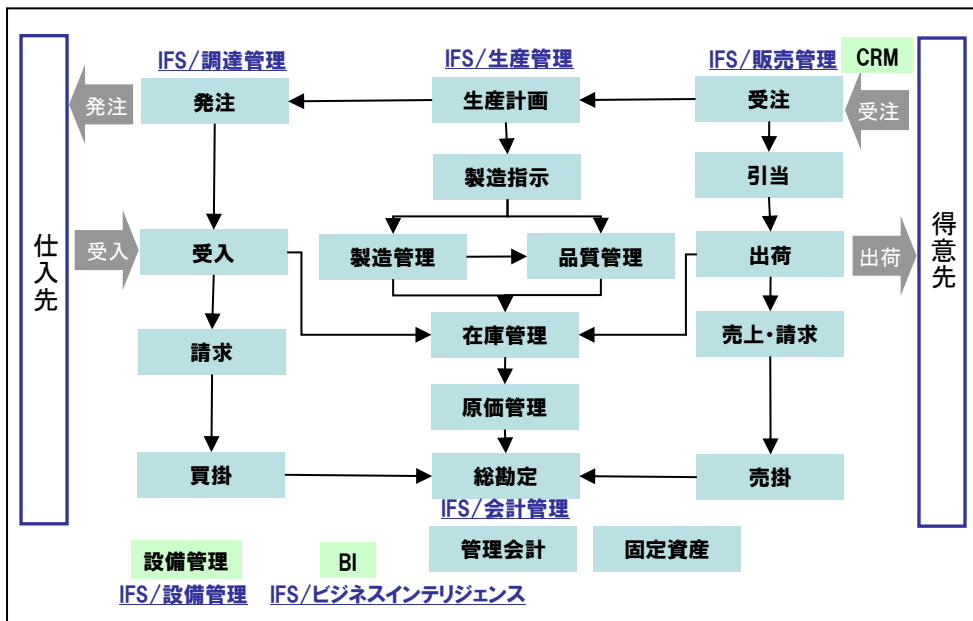 IFS/調達管理
IFS/生産管理
IFS/販売管理
CRM
発注
発注
生産計画
受注
受注
製造指示
引当
仕入先
受入
受入
製造管理
品質管理
出荷
出荷
得意先
請求
在庫管理
売上・請求
原価管理
買掛
総勘定
売掛
IFS/会計管理
設備管理
BI
管理会計
固定資産
IFS/設備管理
IFS/ビジネスインテリジェンス